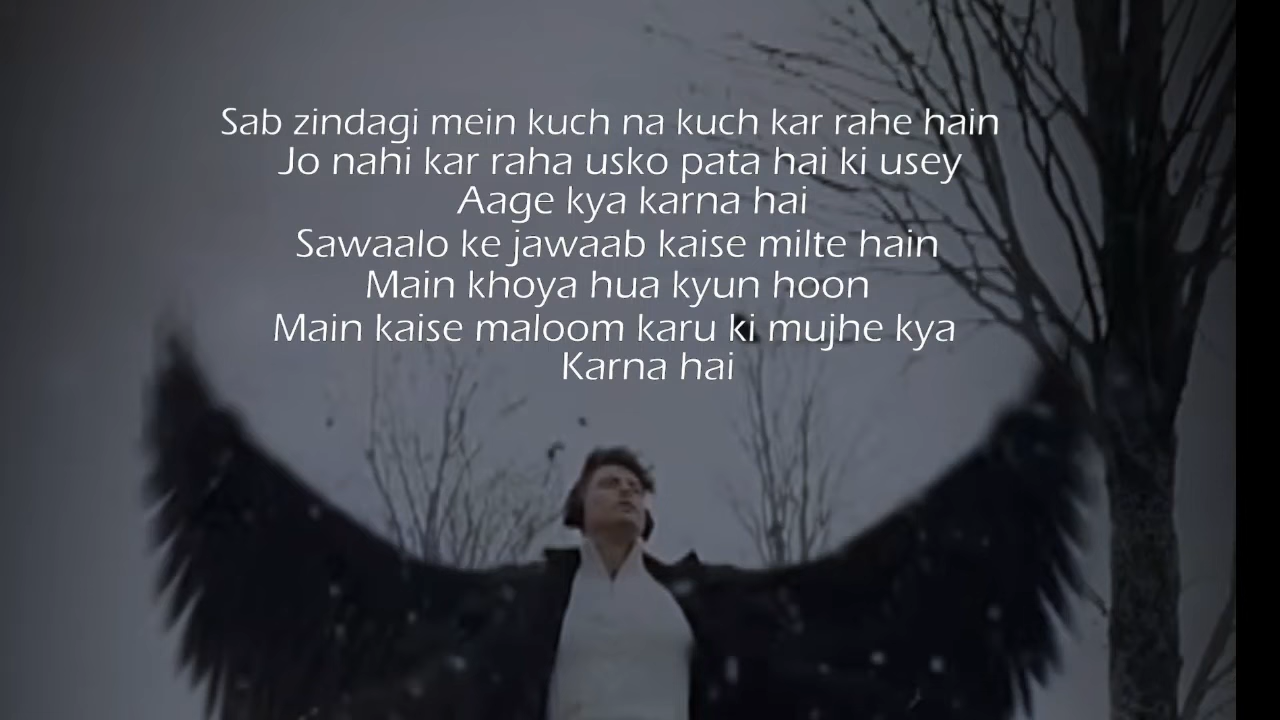 Sab zindagi mein kuch na kuch kar rahe hain
Jo nahi kar raha usko pata hai ki usey
Aage kya karna hai
Sawaalo ke jawaab kaise milte hain
Main khoya hua kyun hoon
Main kaise maloom karu ki mujhe kya
Karna hai